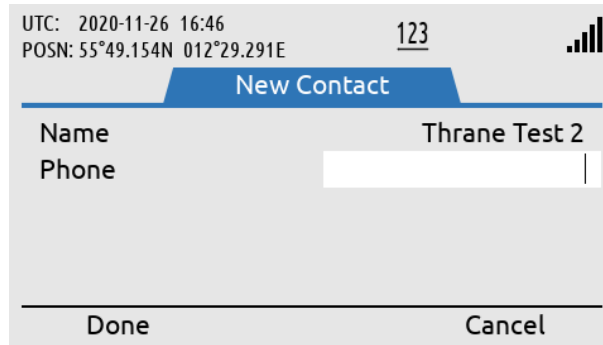 UTC: 2020-11-26 16:46
POSN: 55°49.154N 012°29.291E
123
New Contact
Name Thrane Test 2
Phone
Done Cancel